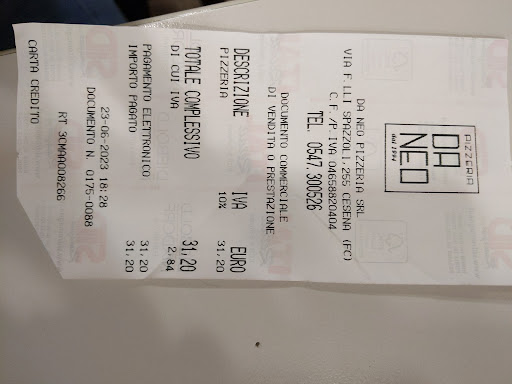 PIZZERIA
DA
NEO
dal 1994
DA NEO PIZZERIA SRL
VIA F.LLI SPAZZOLI,255 CESENA (FC)
C.F./P.IVA 04658820404
TEL. 0547.300526
DOCUMENTO COMMERCIALE
DI VENDITA O PRESTAZIONE
DESCRIZIONE IVA EURO
PIZZERIA 10% 31,20
TOTALE COMPLESSIVO 31,20
DI CUI IVA 2,84
PAGAMENTO ELETTRONICO 31,20
IMPORTO PAGATO 31,20
23-06-2023 18:28
DOCUMENTO N. 0175-0088
RT 3CMAA008266
CARTA CREDITO